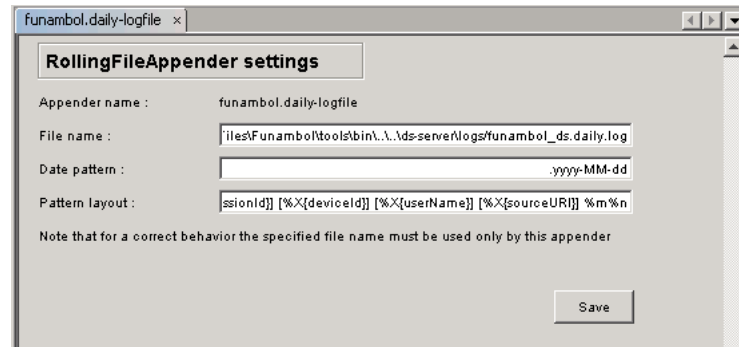 funambol.daily-logfile ×
RollingFileAppender settings
Appender name : funambol.daily-logfile
File name : iles\Funambol\tools\bin\..\..\ds-server\logs/funambol_ds.daily.log
Date pattern : .yyyy-MM-dd
Pattern layout : ssionId}] [%X{deviceId}] [%X{userName}] [%X{sourceURI}] %m%n
Note that for a correct behavior the specified file name must be used only by this appender
Save